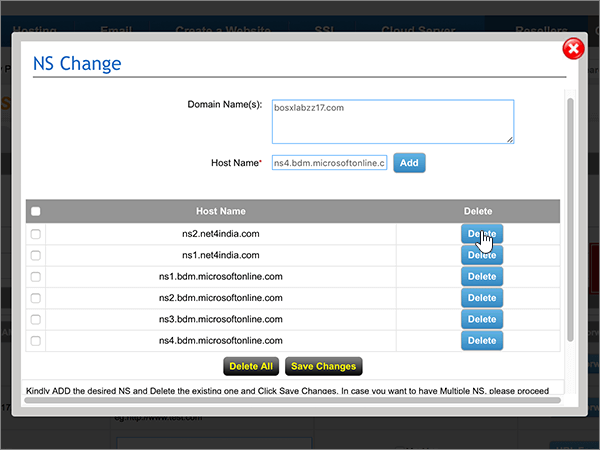 Hosting Email Create a Website SSL Cloud Server Resellers
NS Change
Domain Name(s): bosxlabzz17.com
Host Name* ns4.bdm.microsoftonline.c Add
Host Name Delete
ns2.net4india.com Delete
ns1.net4india.com Delete
ns1.bdm.microsoftonline.com Delete
ns2.bdm.microsoftonline.com Delete
ns3.bdm.microsoftonline.com Delete
ns4.bdm.microsoftonline.com Delete
Delete All Save Changes
Kindly ADD the desired NS and Delete the existing one and Click Save Changes. In case you want to have Multiple NS, please proceed
eg.http://www.test.com